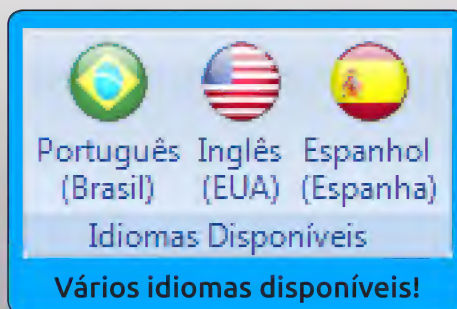 Português Inglês Espanhol
(Brasil) (EUA) (Espanha)
Idiomas Disponíveis
Vários idiomas disponíveis!